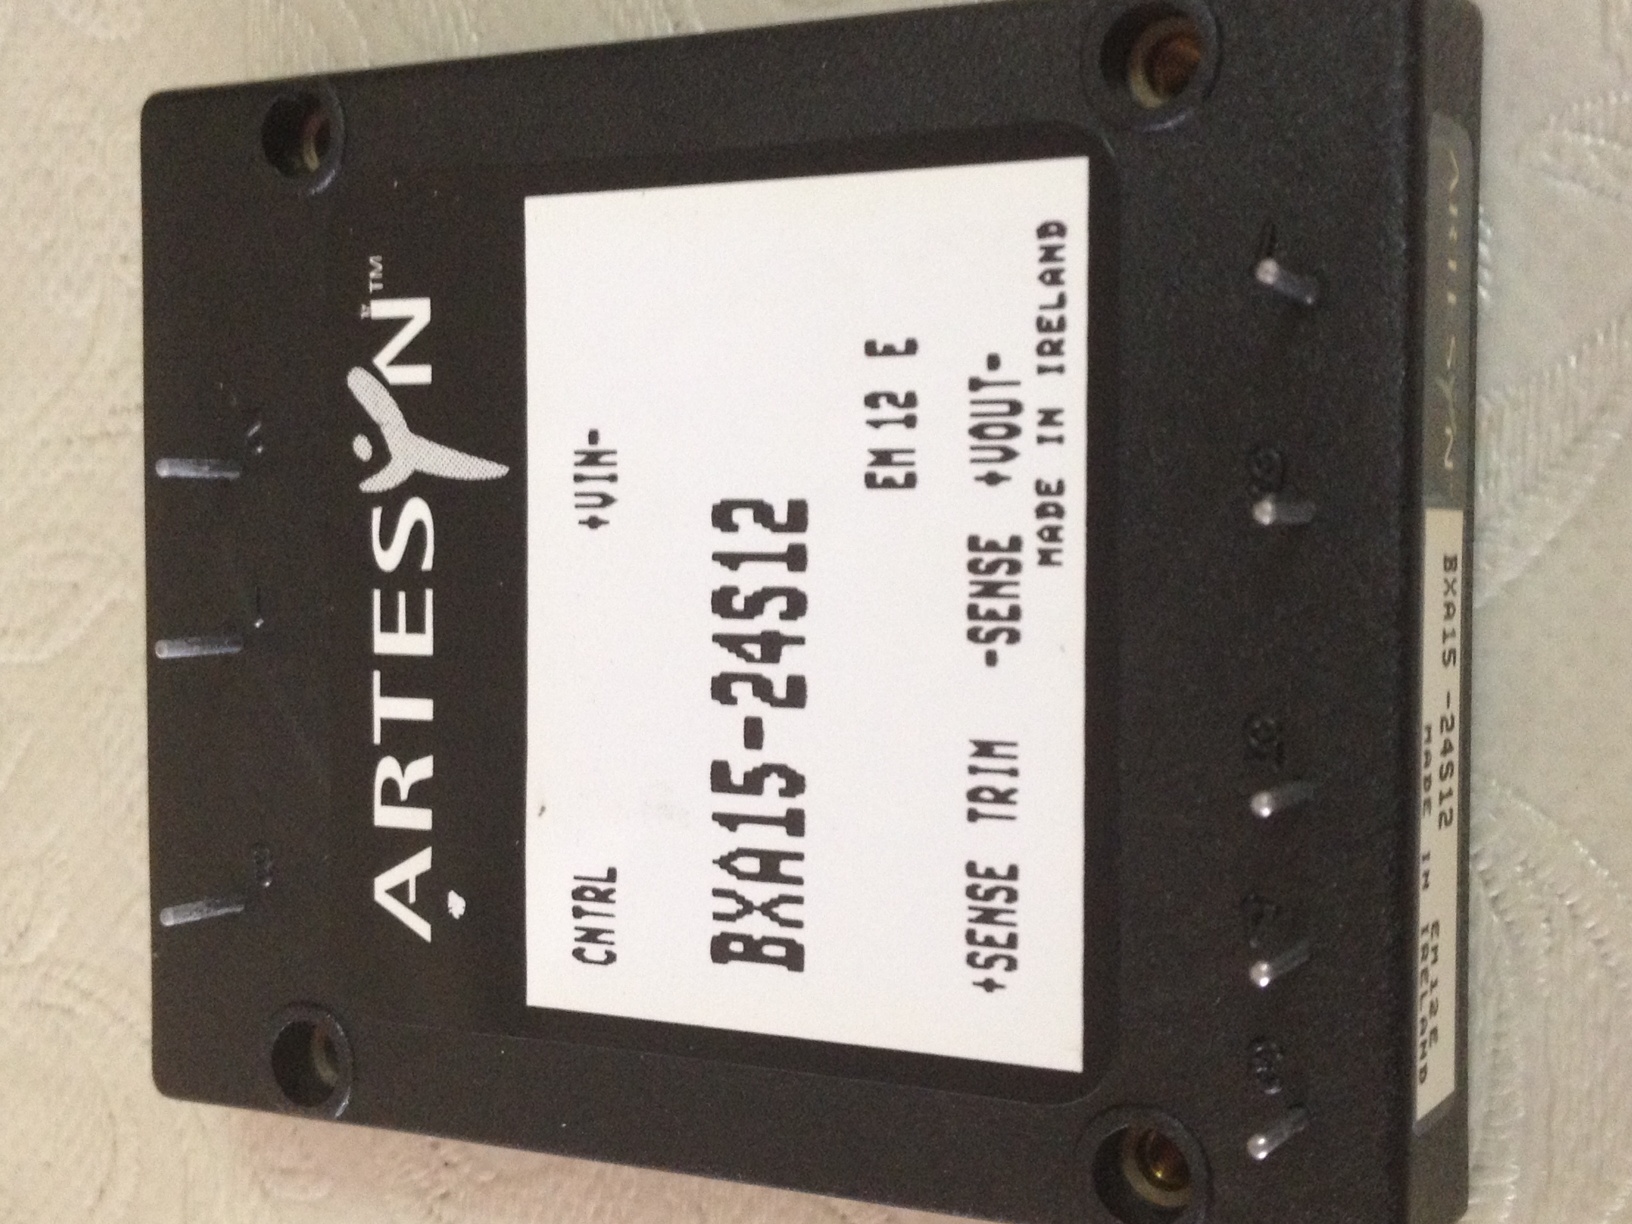 ARTESYN™
CNTRL +VIN-
BXA15-24S12
EM 12 E
+SENSE TRIM -SENSE +VOUT-
MADE IN IRELAND
ARTESYN
BXA15 -24S12 EM12E
MADE IN IRELAND